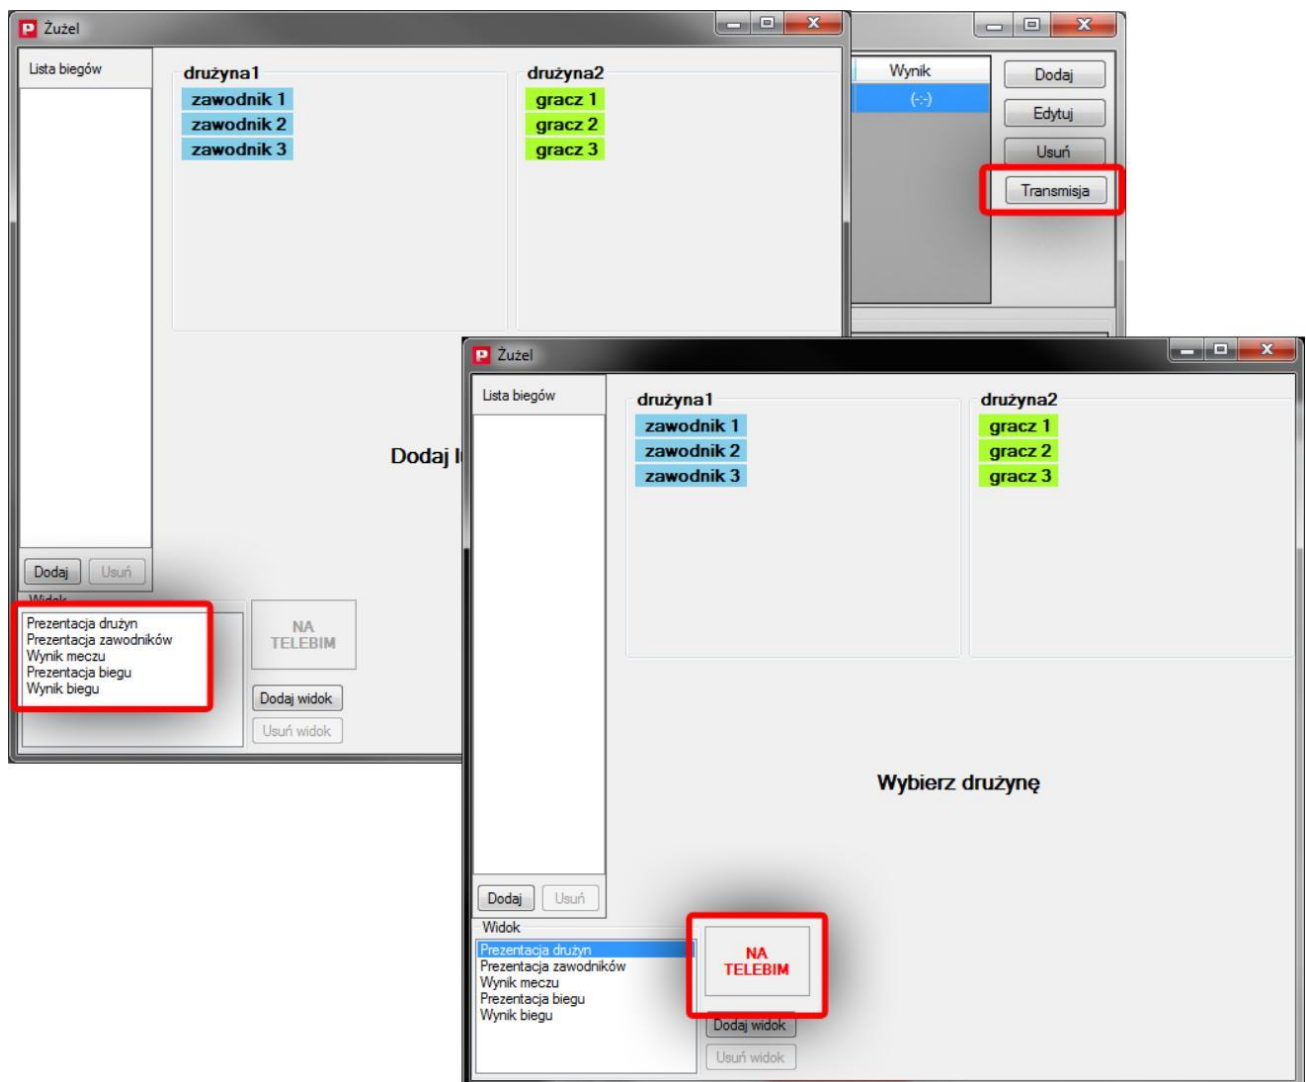 Żużel
Lista biegów
drużyna1
zawodnik 1
zawodnik 2
zawodnik 3
drużyna2
gracz 1
gracz 2
gracz 3
Wynik
(-:-)
Dodaj
Edytuj
Usuń
Transmisja
Dodaj
Dodaj
Usuń
Widok
Prezentacja drużyn
Prezentacja zawodników
Wynik meczu
Prezentacja biegu
Wynik biegu
NA
TELEBIM
Dodaj widok
Usuń widok
Żużel
Lista biegów
drużyna1
zawodnik 1
zawodnik 2
zawodnik 3
drużyna2
gracz 1
gracz 2
gracz 3
Wybierz drużynę
Dodaj
Usuń
Widok
Prezentacja drużyn
Prezentacja zawodników
Wynik meczu
Prezentacja biegu
Wynik biegu
NA
TELEBIM
Dodaj widok
Usuń widok